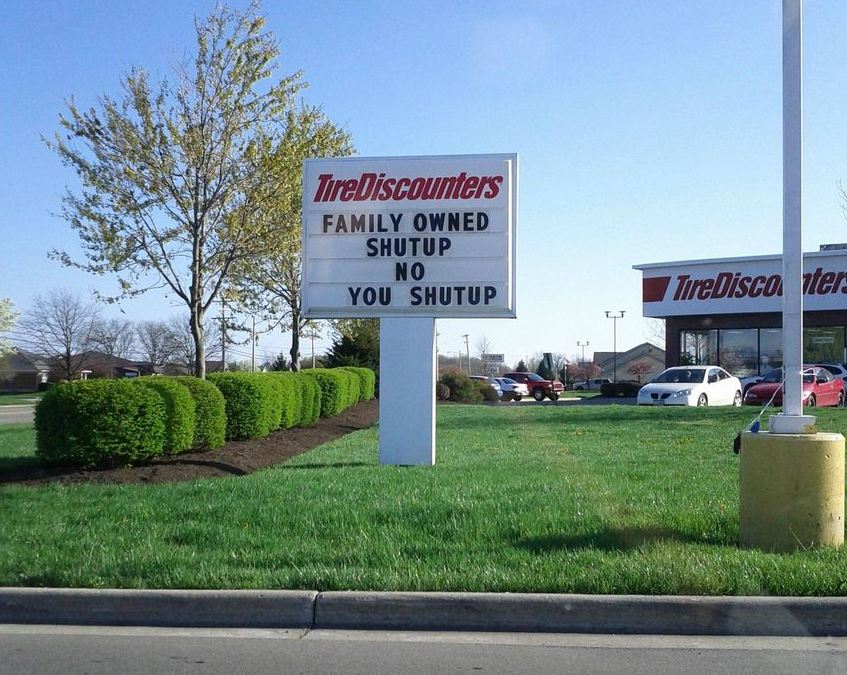 TireDiscounters
FAMILY OWNED
SHUTUP
NO
YOU SHUTUP
TireDiscounters